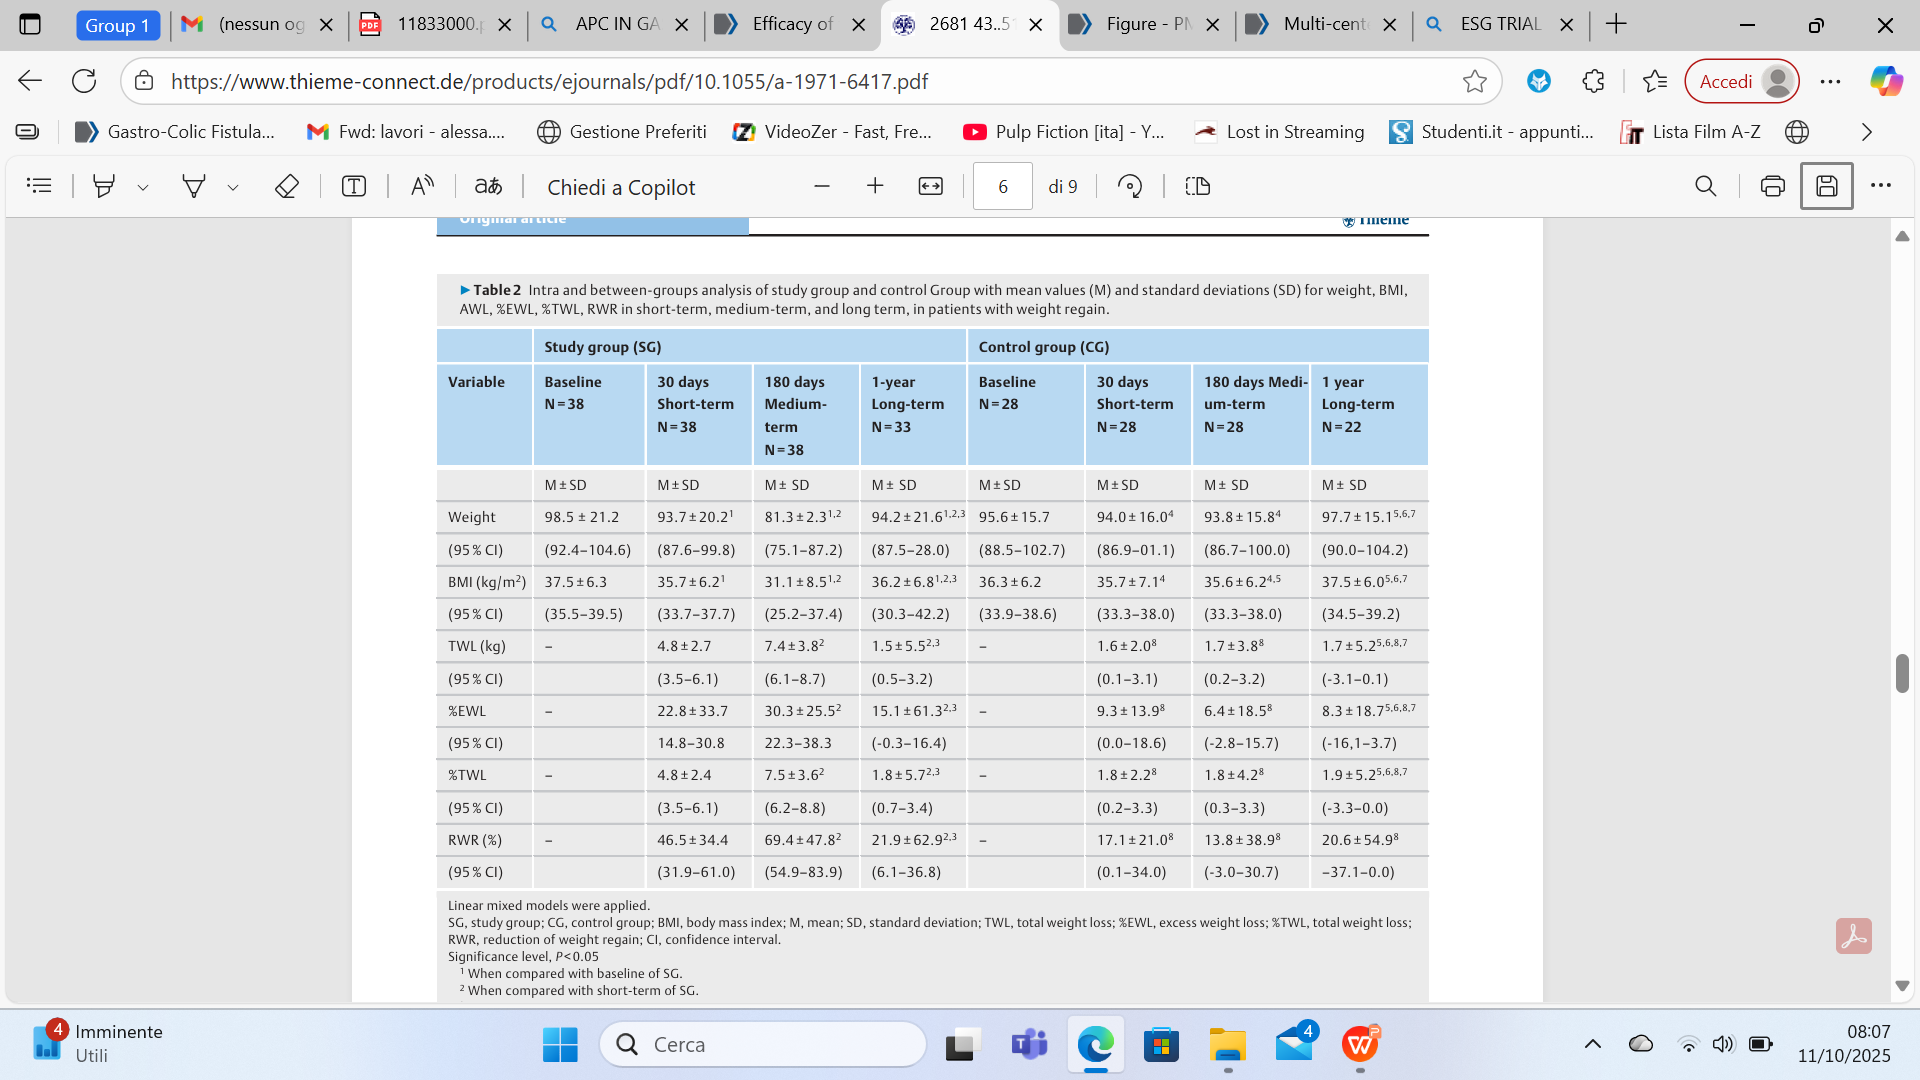 Group 1
(nessun og
11833000.p
APC IN GA
Efficacy of
2681 43..51
Figure - PM
Multi-cent
ESG TRIAL
https://www.thieme-connect.de/products/ejournals/pdf/10.1055/a-1971-6417.pdf
Accedi
Gastro-Colic Fistula...
Fwd: lavori - alessa....
Gestione Preferiti
VideoZer - Fast, Fre...
Pulp Fiction [ita] - Y...
Lost in Streaming
Studenti.it - appunti...
Lista Film A-Z
Chiedi a Copilot
6 di 9
Original article
Thieme
▶Table2 Intra and between-groups analysis of study group and control Group with mean values (M) and standard deviations (SD) for weight, BMI,
AWL, %EWL, %TWL, RWR in short-term, medium-term, and long term, in patients with weight regain.
Study group (SG) Control group (CG)
Variable Baseline N=38 30 days Short-term N=38 180 days Medium-term N=38 1-year Long-term N=33 Baseline N=28 30 days Short-term N=28 180 days Medi-um-term N=28 1 year Long-term N=22
M±SD M±SD M± SD M± SD M±SD M±SD M± SD M± SD
Weight 98.5 ± 21.2 93.7±20.2¹ 81.3±2.3¹,² 94.2±21.6¹,²,³ 95.6±15.7 94.0±16.0⁴ 93.8±15.8⁴ 97.7±15.1⁵,⁶,⁷
(95% CI) (92.4–104.6) (87.6–99.8) (75.1–87.2) (87.5–28.0) (88.5–102.7) (86.9–01.1) (86.7–100.0) (90.0–104.2)
BMI (kg/m²) 37.5±6.3 35.7±6.2¹ 31.1±8.5¹,² 36.2±6.8¹,²,³ 36.3±6.2 35.7±7.1⁴ 35.6±6.2⁴,⁵ 37.5±6.0⁵,⁶,⁷
(95% CI) (35.5–39.5) (33.7–37.7) (25.2–37.4) (30.3–42.2) (33.9–38.6) (33.3–38.0) (33.3–38.0) (34.5–39.2)
TWL (kg) – 4.8±2.7 7.4±3.8² 1.5±5.5²,³ – 1.6±2.0⁸ 1.7±3.8⁸ 1.7±5.2⁵,⁶,⁸,⁷
(95% CI) (3.5–6.1) (6.1–8.7) (0.5–3.2) (0.1–3.1) (0.2–3.2) (-3.1–0.1)
%EWL – 22.8±33.7 30.3±25.5² 15.1±61.3²,³ – 9.3±13.9⁸ 6.4±18.5⁸ 8.3±18.7⁵,⁶,⁸,⁷
(95% CI) 14.8–30.8 22.3–38.3 (-0.3–16.4) (0.0–18.6) (-2.8–15.7) (-16,1–3.7)
%TWL – 4.8±2.4 7.5±3.6² 1.8±5.7²,³ – 1.8±2.2⁸ 1.8±4.2⁸ 1.9±5.2⁵,⁶,⁸,⁷
(95% CI) (3.5–6.1) (6.2–8.8) (0.7–3.4) (0.2–3.3) (0.3–3.3) (-3.3–0.0)
RWR (%) – 46.5±34.4 69.4±47.8² 21.9±62.9²,³ – 17.1±21.0⁸ 13.8±38.9⁸ 20.6±54.9⁸
(95% CI) (31.9–61.0) (54.9–83.9) (6.1–36.8) (0.1–34.0) (-3.0–30.7) –37.1–0.0)
Linear mixed models were applied.
SG, study group; CG, control group; BMI, body mass index; M, mean; SD, standard deviation; TWL, total weight loss; %EWL, excess weight loss; %TWL, total weight loss;
RWR, reduction of weight regain; CI, confidence interval.
Significance level, P<0.05
¹ When compared with baseline of SG.
² When compared with short-term of SG.
4
Imminente
Utili
Cerca
4
08:07
11/10/2025